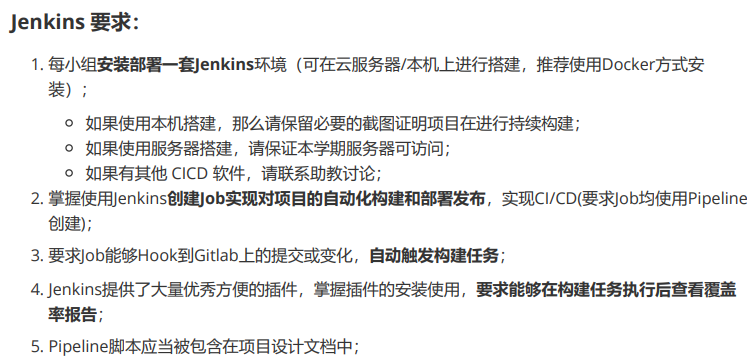 Jenkins 要求：
1. 每小组安装部署一套Jenkins环境（可在云服务器/本机上进行搭建，推荐使用Docker方式安
装）；
○ 如果使用本机搭建，那么请保留必要的截图证明项目在进行持续构建；
○ 如果使用服务器搭建，请保证本学期服务器可访问；
○ 如果有其他 CICD 软件，请联系助教讨论；
2. 掌握使用Jenkins创建Job实现对项目的自动化构建和部署发布，实现CI/CD(要求Job均使用Pipeline
创建)；
3. 要求Job能够Hook到Gitlab上的提交或变化，自动触发构建任务；
4. Jenkins提供了大量优秀方便的插件，掌握插件的安装使用，要求能够在构建任务执行后查看覆盖
率报告；
5. Pipeline脚本应当被包含在项目设计文档中；